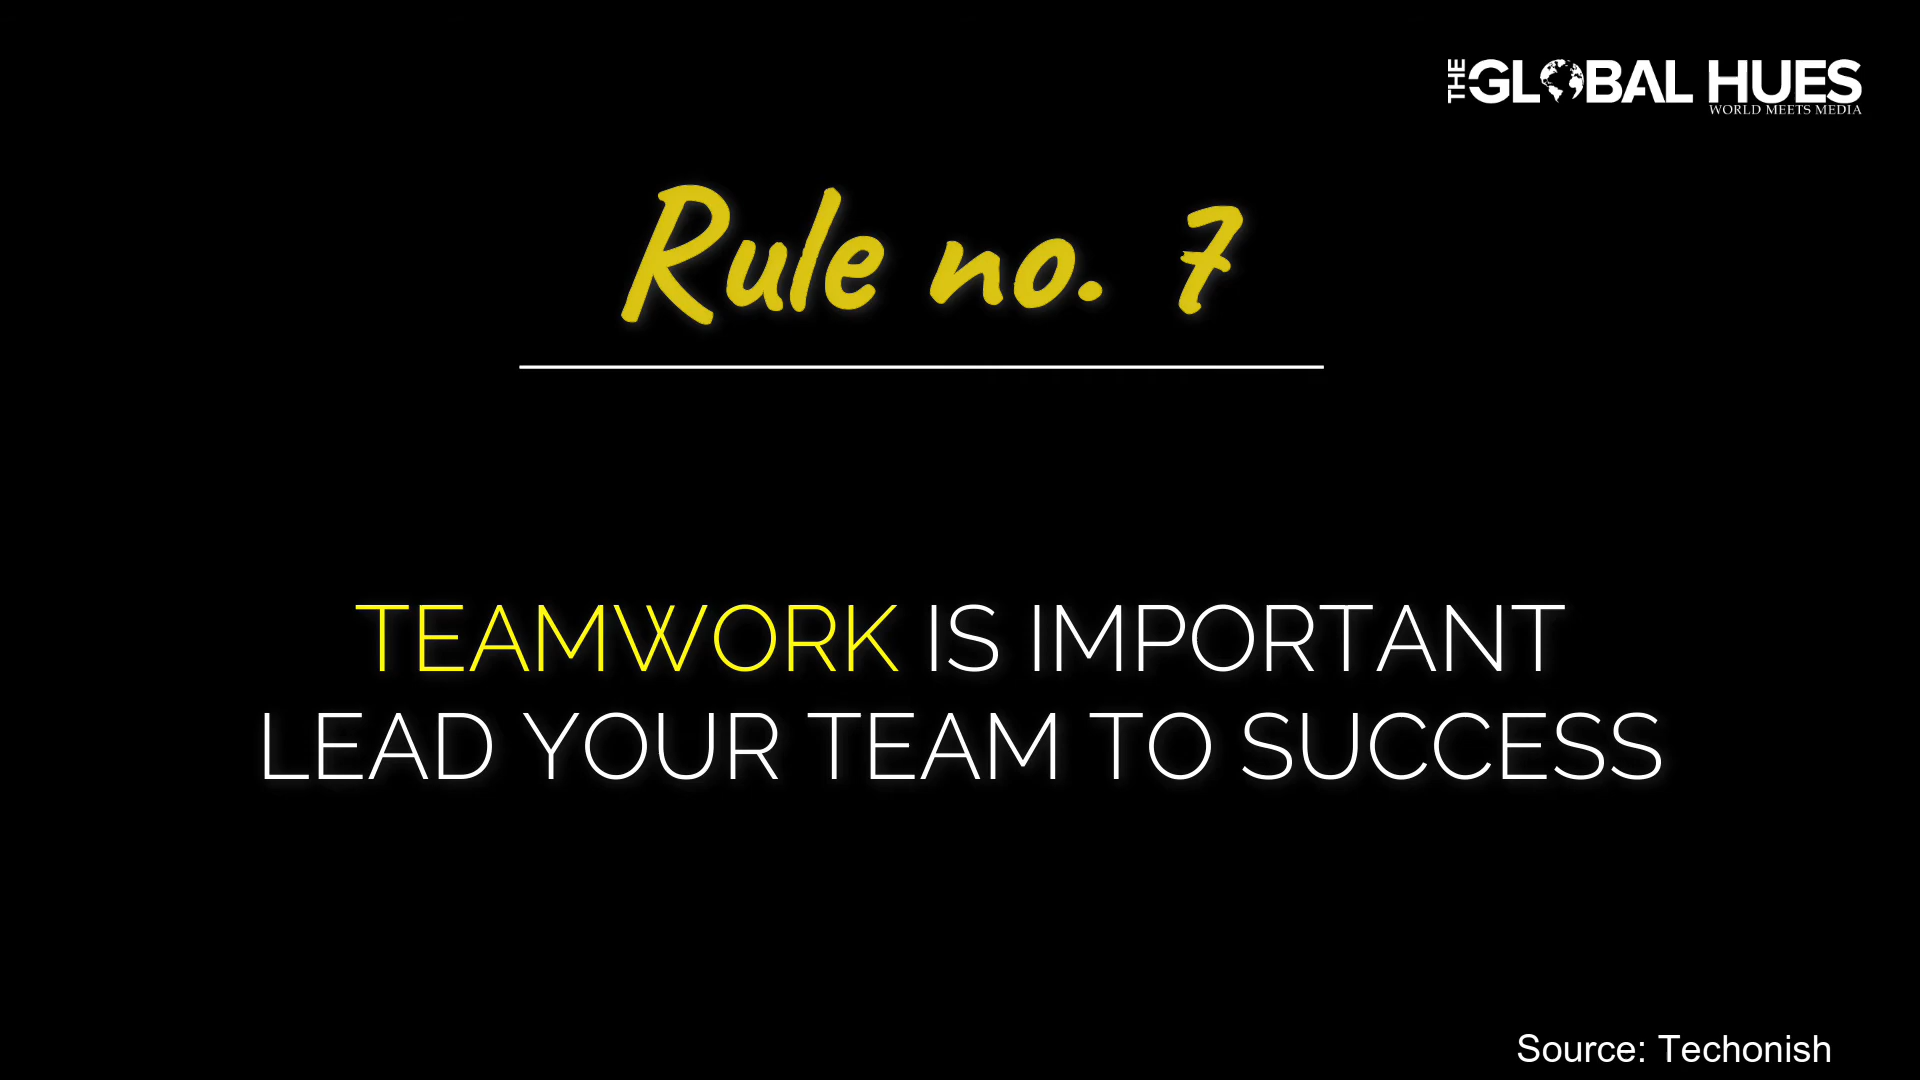 THE GLOBAL HUES
WORLD MEETS MEDIA
Rule no. 7
TEAMWORK IS IMPORTANT
LEAD YOUR TEAM TO SUCCESS
Source: Techonish